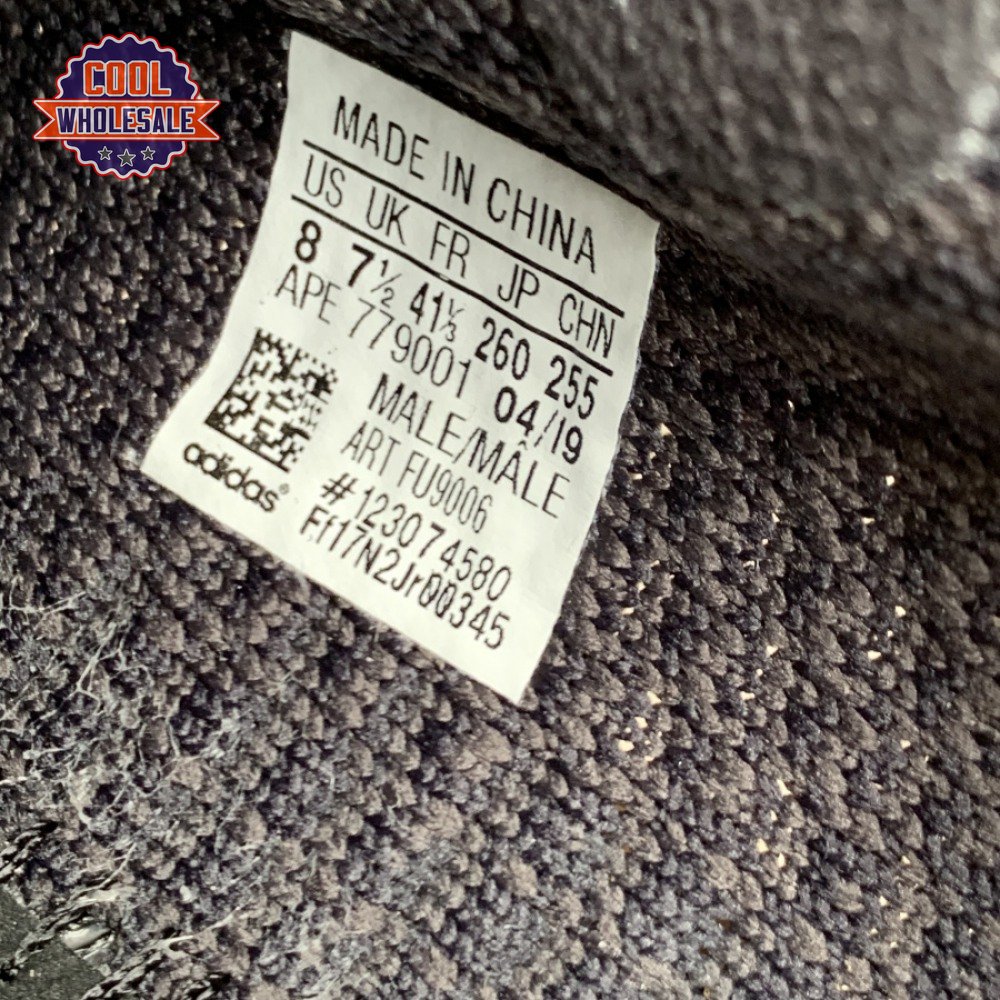 COOL
WHOLESALE
MADE IN CHINA
US UK FR JP CHN
8 7½ 41⅓ 260 255
APE 779001 04/19
MALE/MÂLE
ART FU9006
adidas®
#123074580
Ff17N2Jr00345